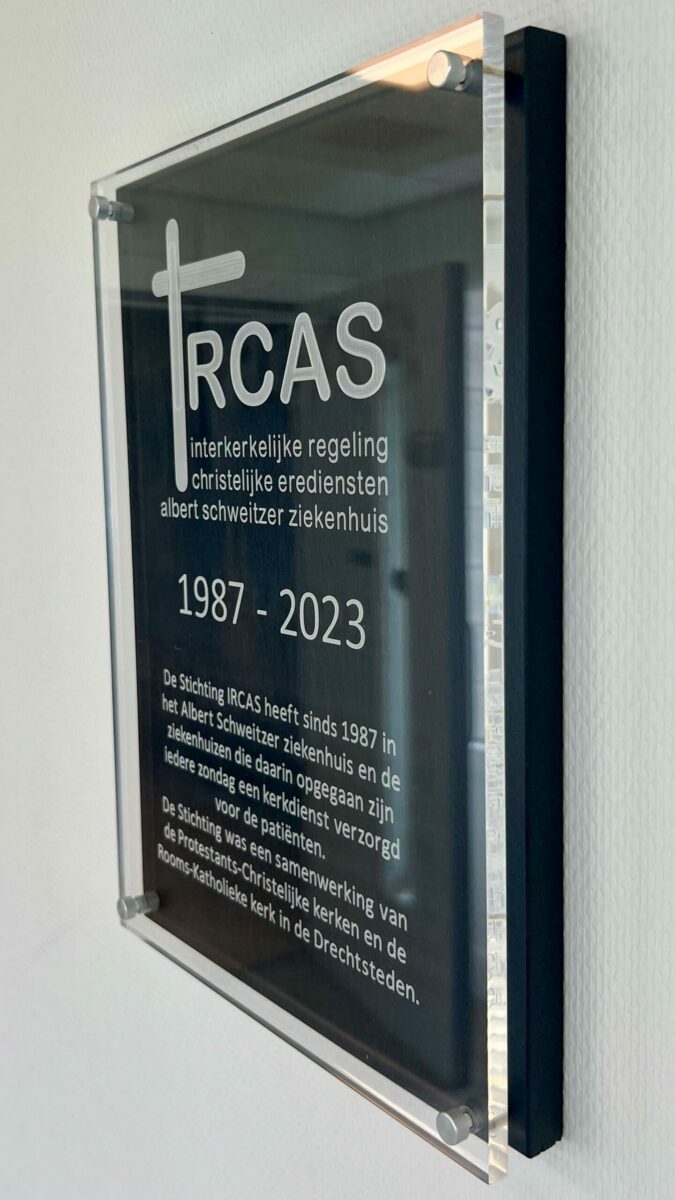 IRCAS
interkerkelijke regeling
christelijke erediensten
albert schweitzer ziekenhuis
1987 - 2023
De Stichting IRCAS heeft sinds 1987 in
het Albert Schweitzer ziekenhuis en de
ziekenhuizen die daarin opgegaan zijn
iedere zondag een kerkdienst verzorgd
voor de patiënten.
De Stichting was een samenwerking van
de Protestants-Christelijke kerken en de
Rooms-Katholieke kerk in de Drechtsteden.